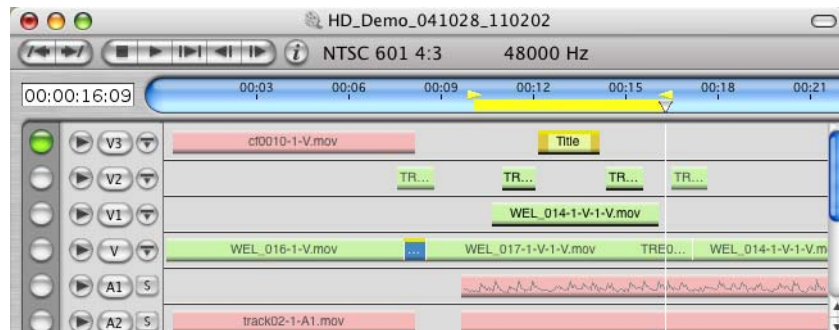 HD_Demo_041028_110202
i NTSC 601 4:3 48000 Hz
00:00:16:09 00:03 00:06 00:09 00:12 00:15 00:18 00:21
V3 cf0010-1-V.mov Title
V2 TR... TR... TR... TR...
V1 WEL_014-1-V-1-V.mov
V WEL_016-1-V.mov ... WEL_017-1-V-1-V.mov TRE0... WEL_014-1-V-1-V.m
A1 S
A2 S track02-1-A1.mov